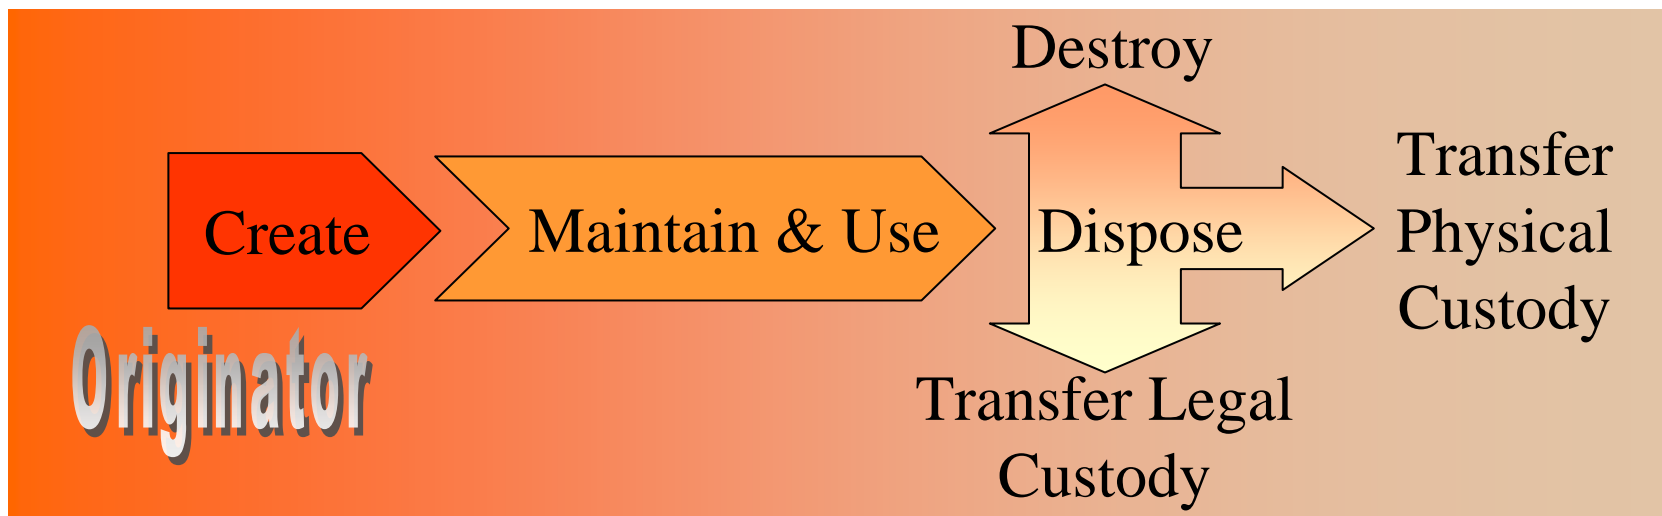 Create
Originator
Maintain & Use
Destroy
Dispose
Transfer Legal
Custody
Transfer
Physical
Custody